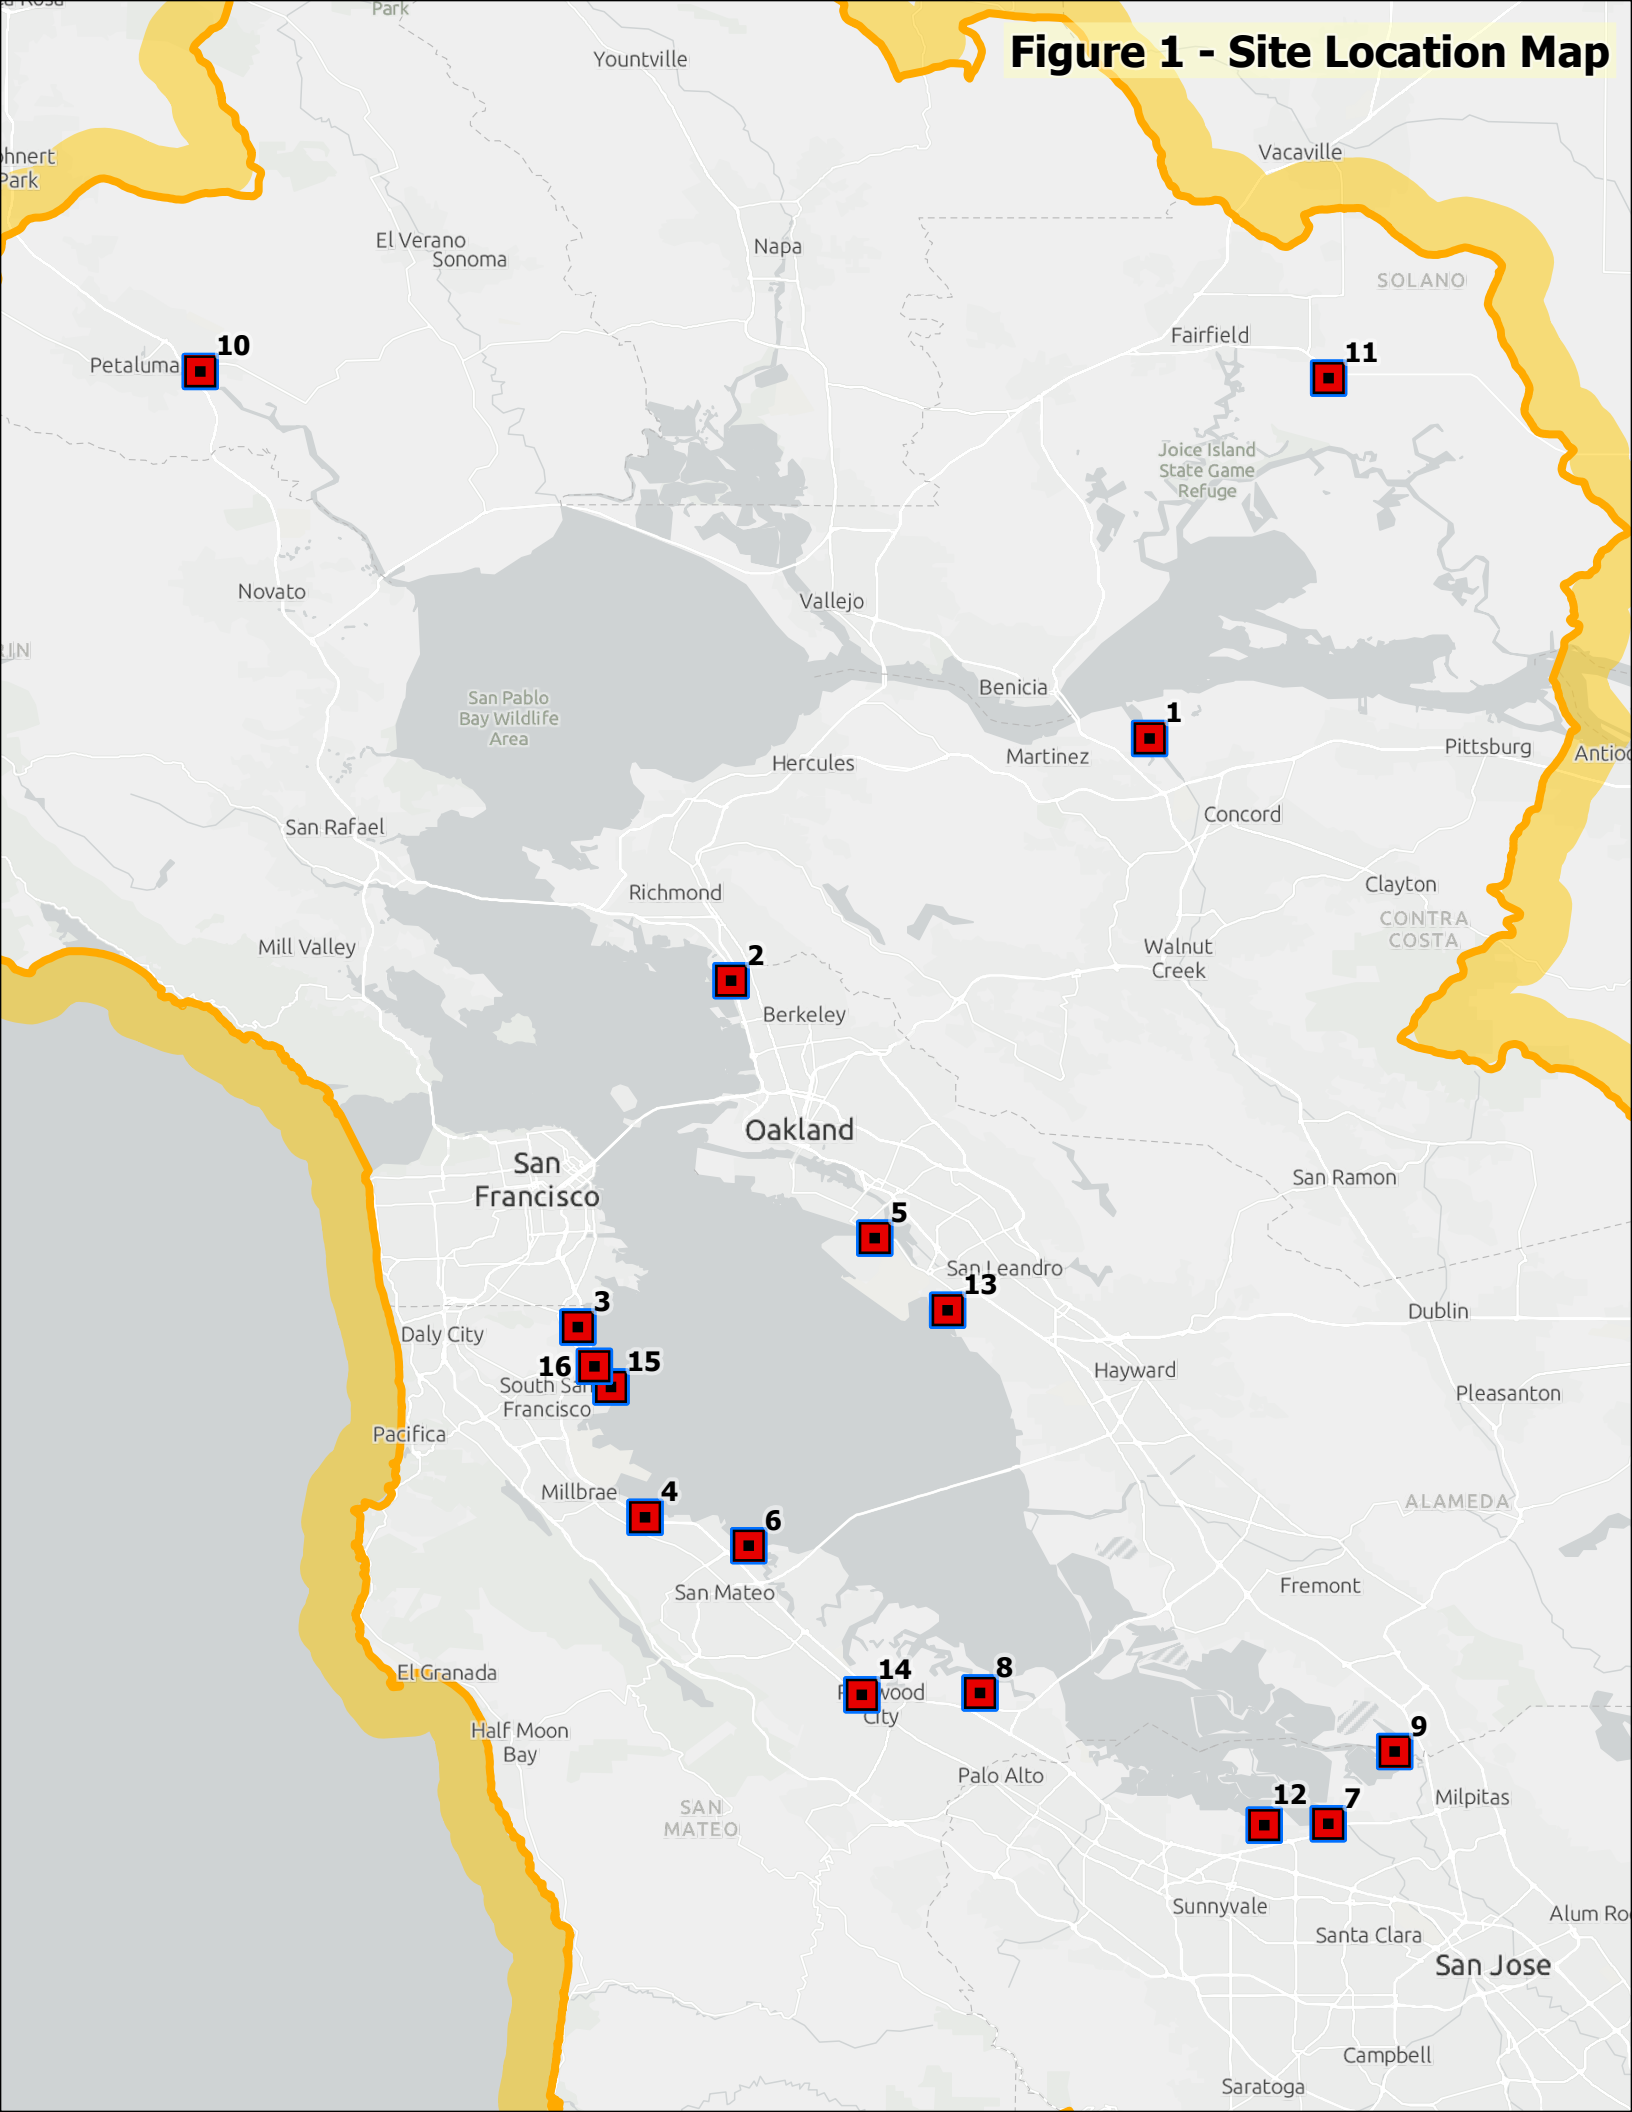 Park
Yountville
Figure 1 - Site Location Map
Vacaville
Park
El Verano
Sonoma
Napa
SOLANO
Fairfield
10
11
Petaluma
Joice Island
State Game
Refuge
Novato
Vallejo
Benicia
San Pablo
Bay Wildlife
Area
1
Martinez
Pittsburg
Hercules
Concord
San Rafael
Richmond
Clayton
CONTRA
COSTA
Mill Valley
Walnut
Creek
2
Berkeley
Oakland
San
Francisco
San Ramon
5
San Leandro
13
3
Daly City
Dublin
16
15
South San
Francisco
Hayward
Pleasanton
Pacifica
Millbrae
4
ALAMEDA
6
San Mateo
Fremont
El Granada
14
8
City
Half Moon
Bay
9
Palo Alto
12
7
Milpitas
SAN
MATEO
Sunnyvale
Santa Clara
San Jose
Campbell
Saratoga